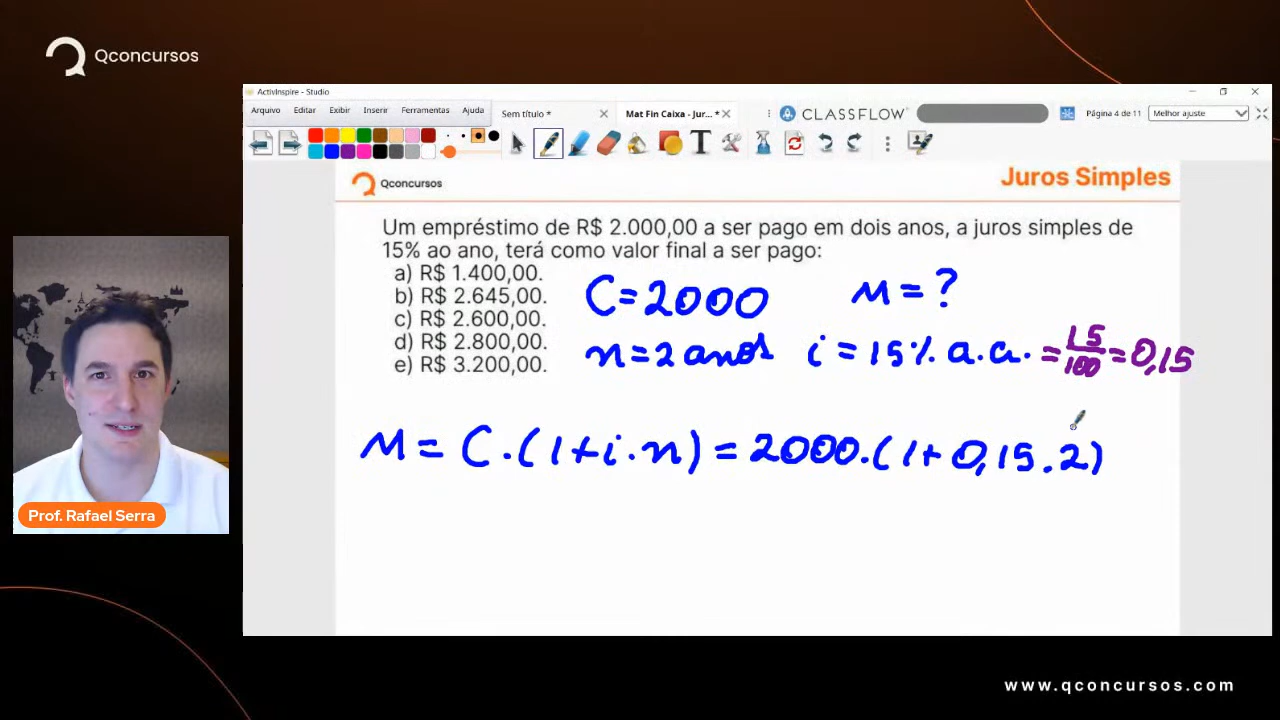 Qconcursos
ActivInspire - Studio
Arquivo Editar Exibir Inserir Ferramentas Ajuda
Sem título *
Mat Fin Caixa - Jur... *
CLASSFLOW
Página 4 de 11
Melhor ajuste
Qconcursos
Juros Simples
Um empréstimo de R$ 2.000,00 a ser pago em dois anos, a juros simples de
15% ao ano, terá como valor final a ser pago:
a) R$ 1.400,00.
b) R$ 2.645,00.
c) R$ 2.600,00.
d) R$ 2.800,00.
e) R$ 3.200,00.
C=2000 M=?
n=2 anos i=15% a.a. = 15/100 = 0,15
M = C.(1+i.n) = 2000.(1+0,15.2)
Prof. Rafael Serra
www.qconcursos.com